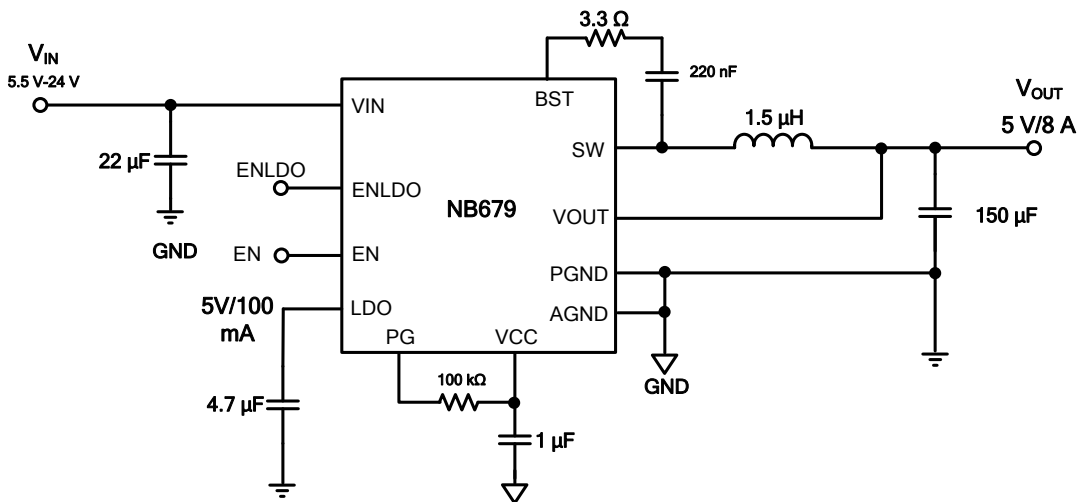 3.3 Ω
V_IN
5.5 V-24 V
220 nF
VIN
BST
V_OUT
5 V/8 A
1.5 µH
22 µF
SW
ENLDO
ENLDO
NB679
VOUT
150 µF
GND
EN
EN
PGND
5V/100
mA
LDO
AGND
PG
VCC
GND
100 kΩ
4.7 µF
1 µF